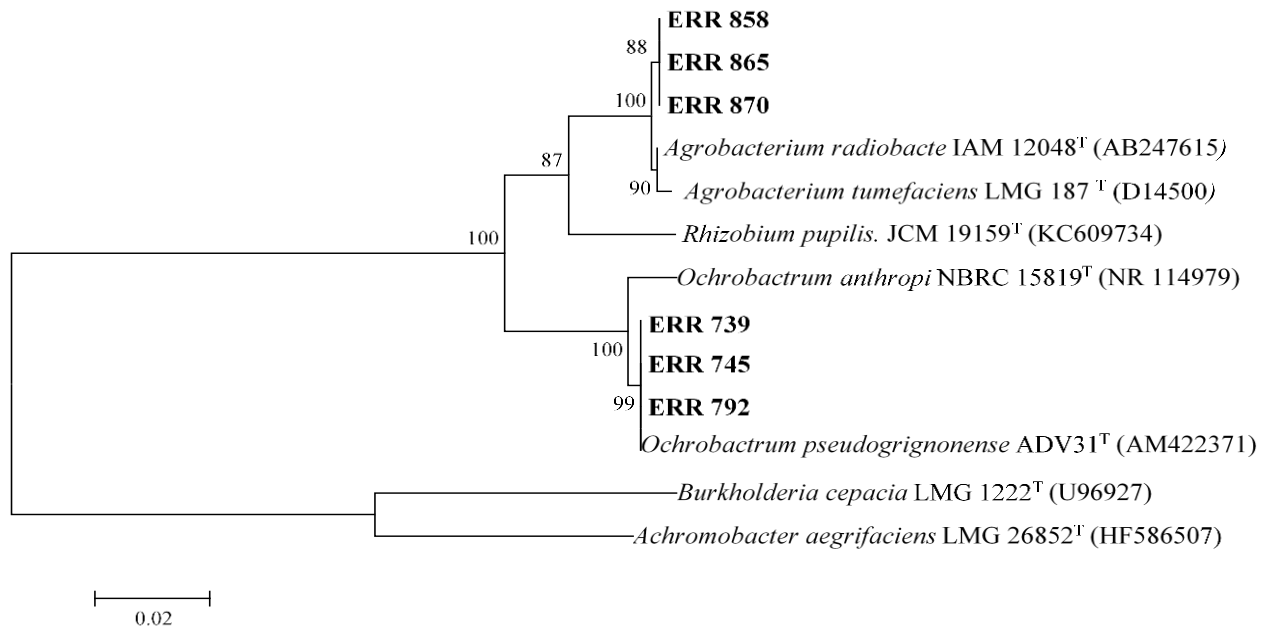 ERR 858
88
ERR 865
100
ERR 870
Agrobacterium radiobacte IAM 12048ᵀ (AB247615)
87
90
Agrobacterium tumefaciens LMG 187 ᵀ (D14500)
Rhizobium pupilis. JCM 19159ᵀ (KC609734)
100
Ochrobactrum anthropi NBRC 15819ᵀ (NR 114979)
ERR 739
100
ERR 745
99
ERR 792
Ochrobactrum pseudogrignonense ADV31ᵀ (AM422371)
Burkholderia cepacia LMG 1222ᵀ (U96927)
Achromobacter aegrifaciens LMG 26852ᵀ (HF586507)
0.02